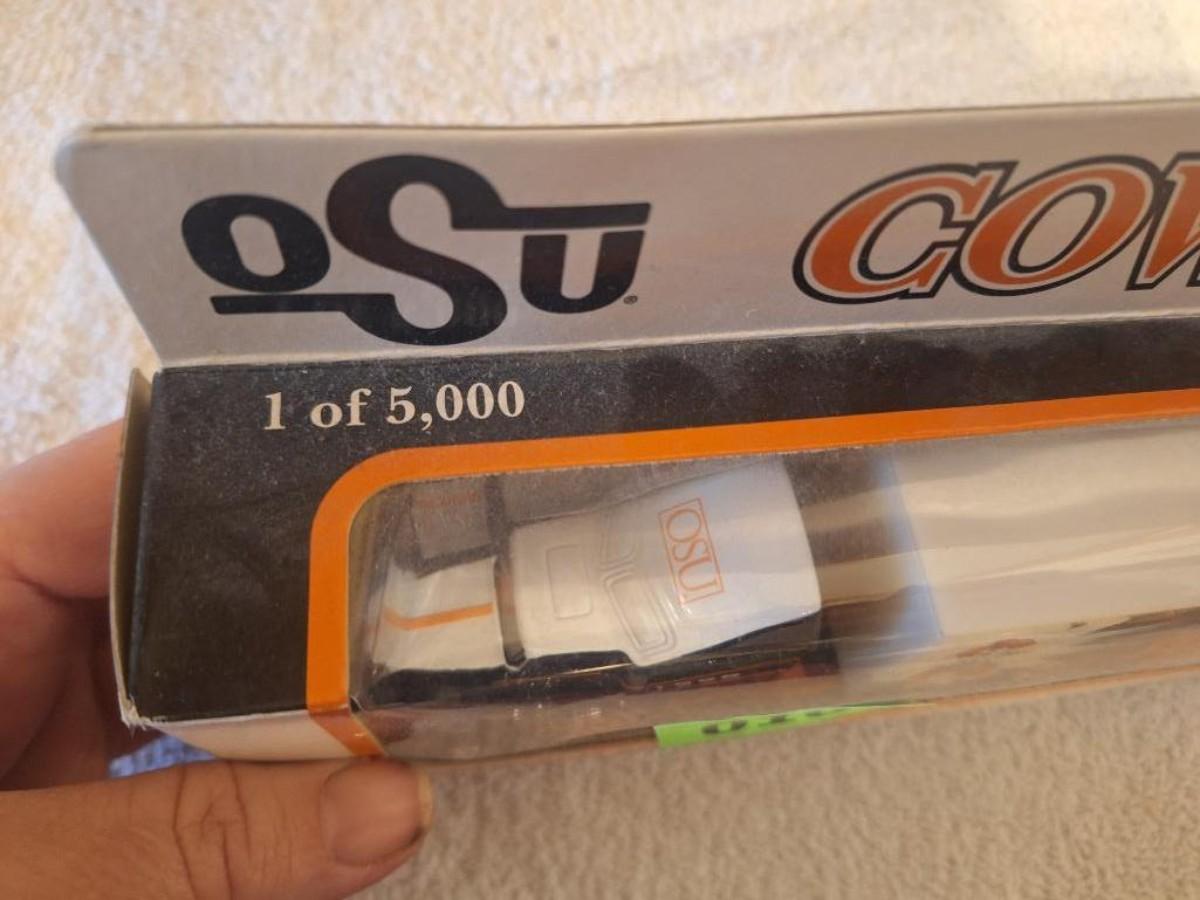 OSU®
COW
1 of 5,000
OSU